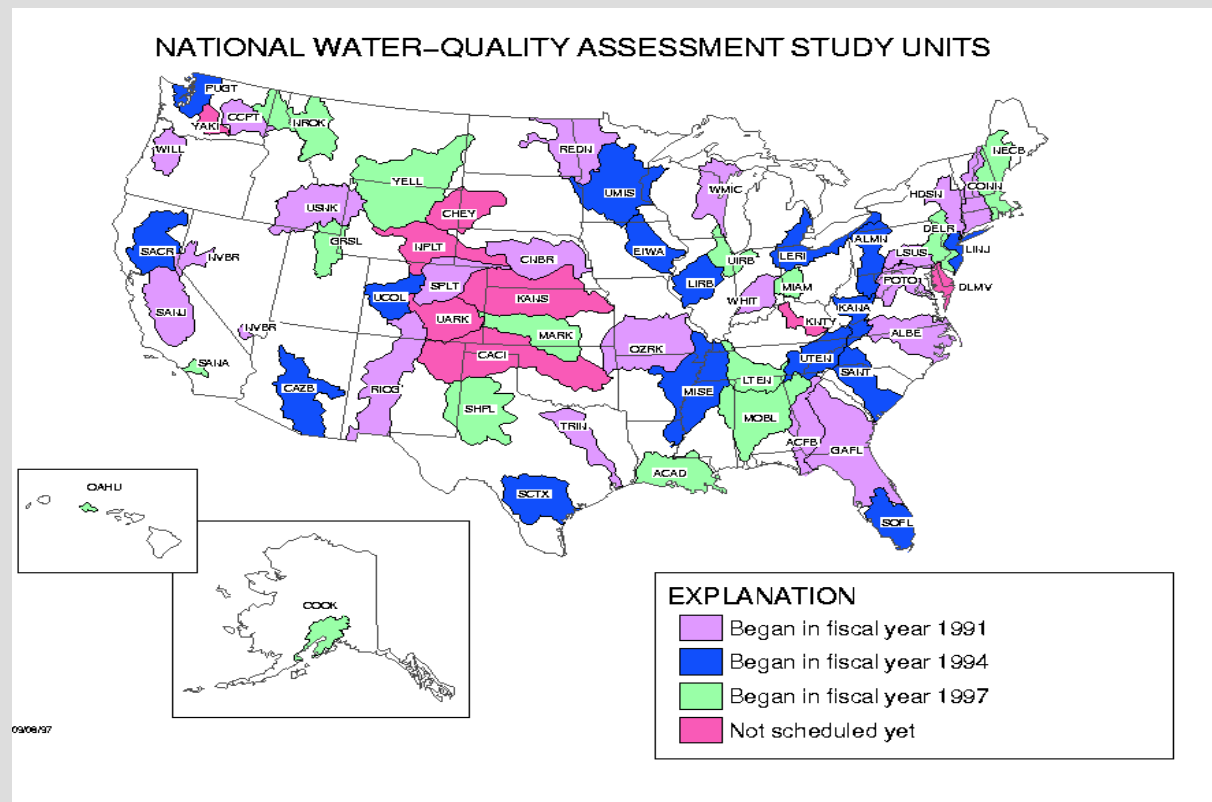 NATIONAL WATER–QUALITY ASSESSMENT STUDY UNITS
PUGT
YAKI
CCPT
NROK
WILL
REDN
NECB
YELL
UMIS
WMIC
HDSN
CONN
USNK
CHEY
DELR
GRSL
NPLT
ALMN
SACR
NVBR
CNBR
EIWA
UIRB
LERI
LSUS
LINJ
SPLT
LIRB
MIAM
POTO
DLMV
UCOL
KANS
WHIT
SANJ
UARK
KNTY
KANA
NVBR
MARK
ALBE
OZRK
SANA
CACI
UTEN
SANT
CAZB
RIOG
LTEN
MISE
SHPL
MOBL
TRIN
ACFB
GAFL
ACAD
OAHU
SCTX
SOFL
COOK
EXPLANATION
Began in fiscal year 1991
Began in fiscal year 1994
Began in fiscal year 1997
Not scheduled yet
09/08/97